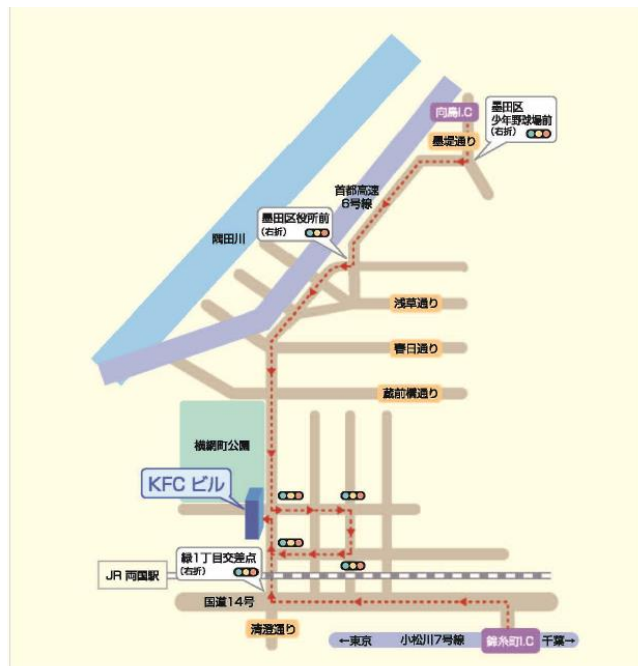 向島I.C
墨田区
少年野球場前
(右折)
墨堤通り
首都高速
6号線
墨田区役所前
(右折)
隅田川
浅草通り
春日通り
蔵前橋通り
横網町公園
KFC ビル
緑1丁目交差点
(右折)
JR 両国駅
国道14号
清澄通り
←東京
小松川7号線
錦糸町I.C
千葉→